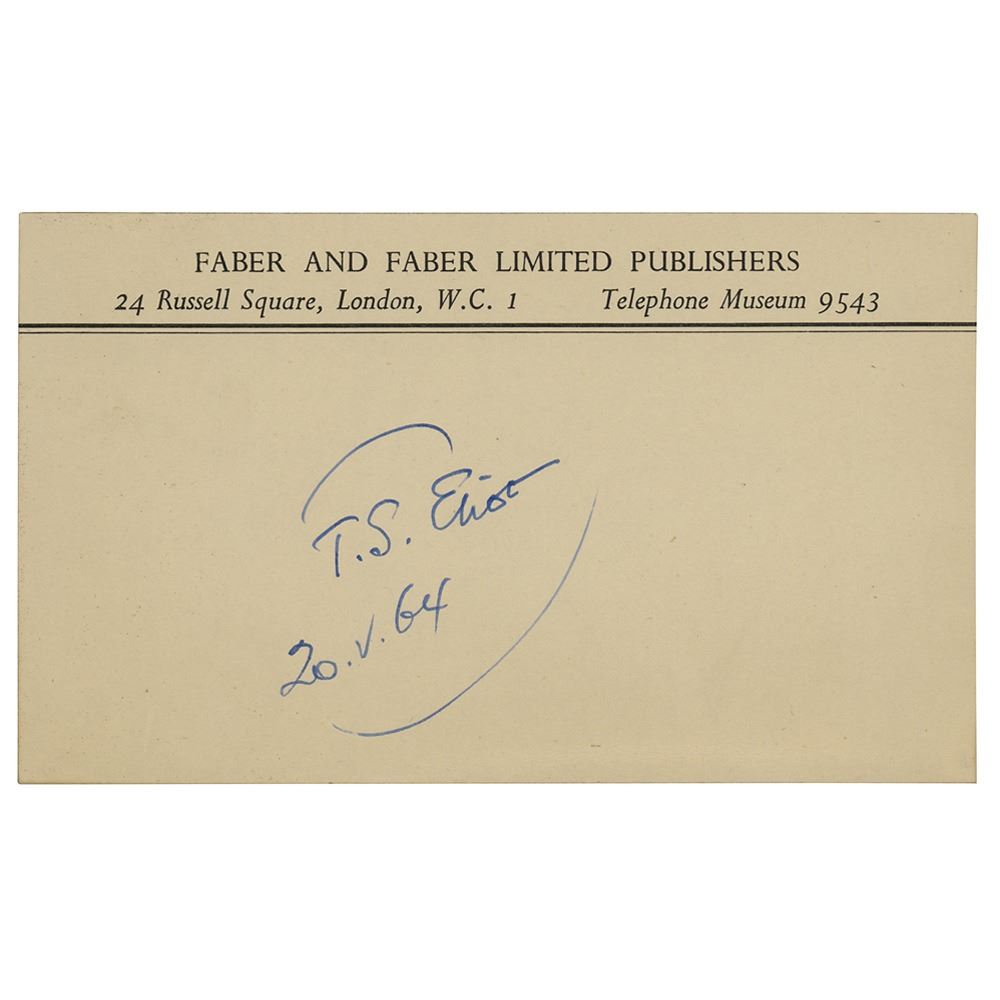 FABER AND FABER LIMITED PUBLISHERS
24 Russell Square, London, W.C. 1 Telephone Museum 9543
T.S. Eliot
20.V.64